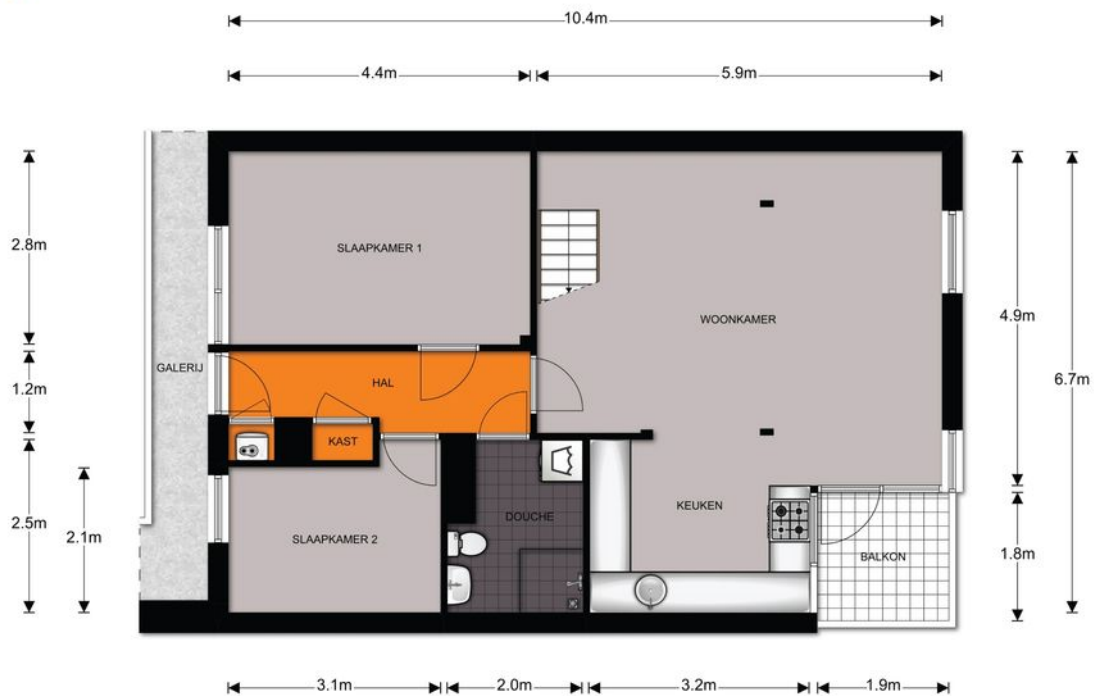 10.4m
4.4m
5.9m
2.8m
SLAAPKAMER 1
WOONKAMER
4.9m
GALERIJ
1.2m
HAL
6.7m
KAST
2.5m
2.1m
SLAAPKAMER 2
DOUCHE
KEUKEN
BALKON
1.8m
3.1m
2.0m
3.2m
1.9m